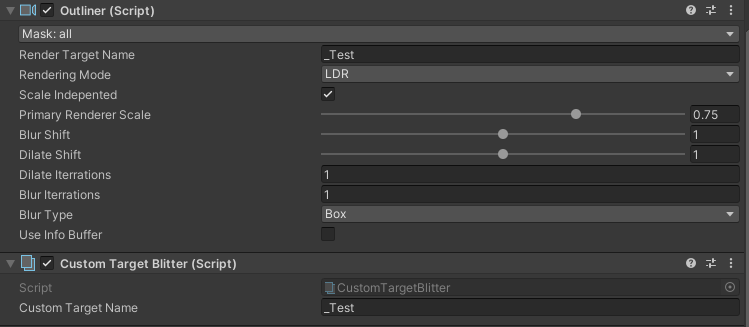 Outliner (Script)
Mask: all
Render Target Name _Test
Rendering Mode LDR
Scale Indepented
Primary Renderer Scale 0.75
Blur Shift 1
Dilate Shift 1
Dilate Iterrations 1
Blur Iterrations 1
Blur Type Box
Use Info Buffer
Custom Target Blitter (Script)
Script CustomTargetBlitter
Custom Target Name _Test